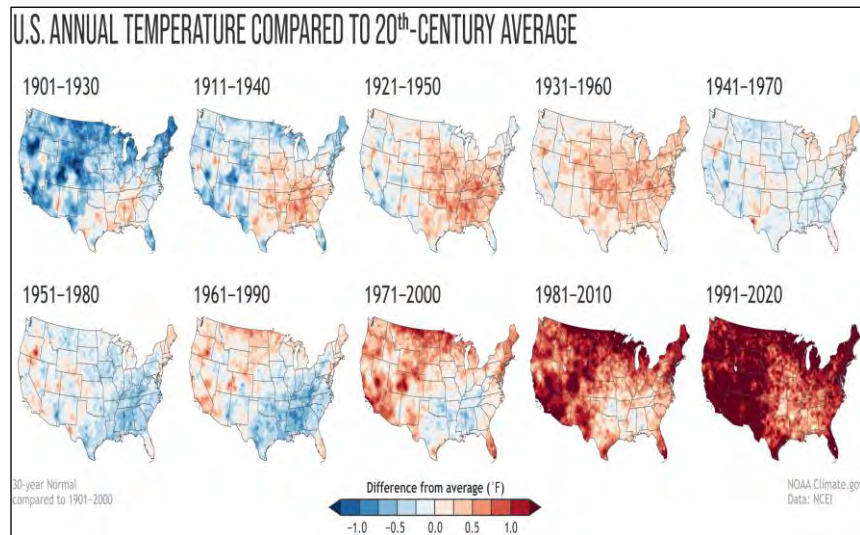 U.S. ANNUAL TEMPERATURE COMPARED TO 20th-CENTURY AVERAGE
1901–1930
1911–1940
1921–1950
1931–1960
1941–1970
1951–1980
1961–1990
1971–2000
1981–2010
1991–2020
30-year Normal
compared to 1901–2000
Difference from average (°F)
-1.0 -0.5 0.0 0.5 1.0
NOAA Climate.gov
Data: NCEI